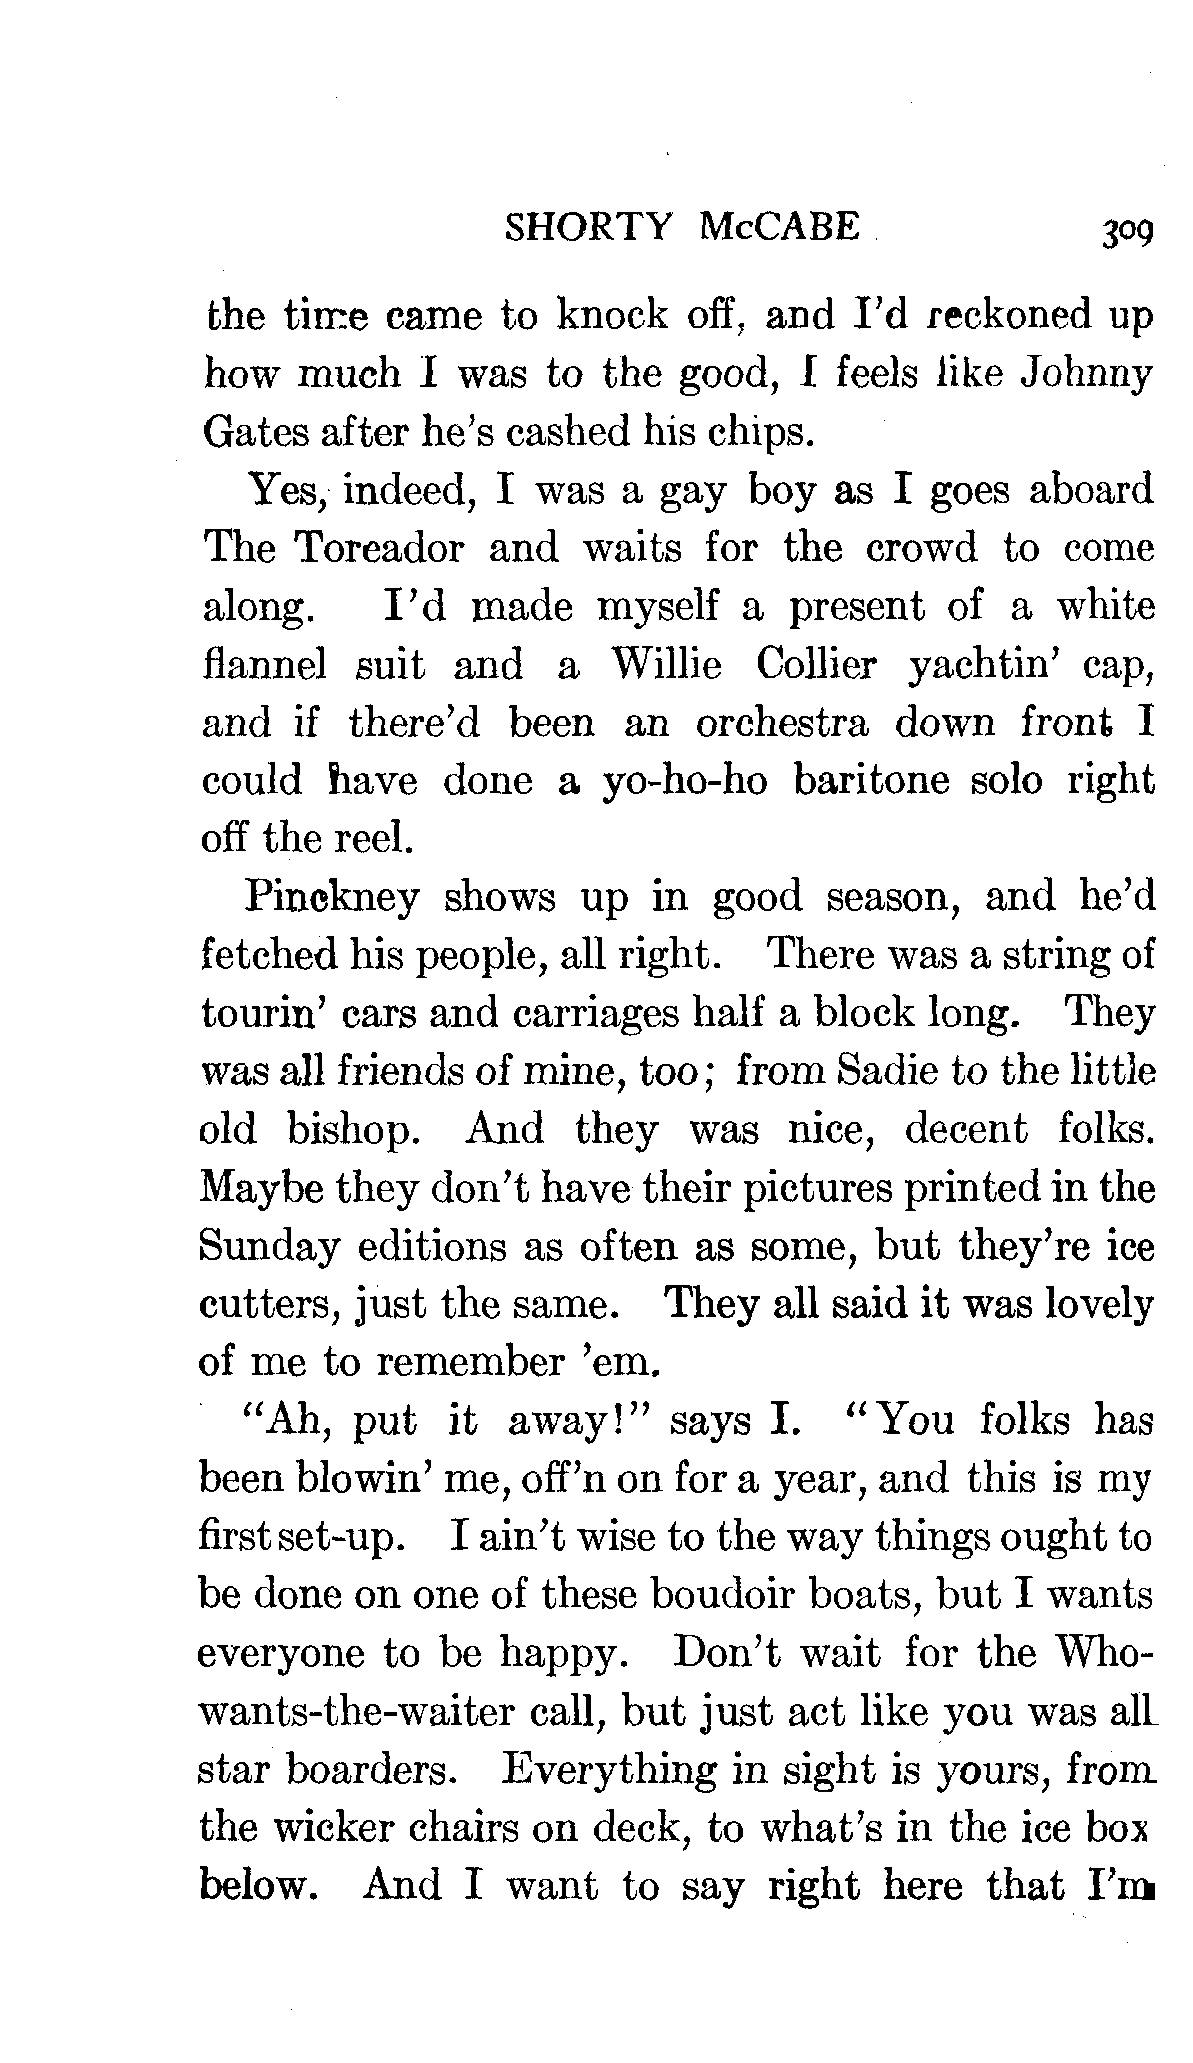 SHORTY McCABE 309
the time came to knock off, and I'd reckoned up
how much I was to the good, I feels like Johnny
Gates after he's cashed his chips.
Yes, indeed, I was a gay boy as I goes aboard
The Toreador and waits for the crowd to come
along. I'd made myself a present of a white
flannel suit and a Willie Collier yachtin' cap,
and if there'd been an orchestra down front I
could have done a yo-ho-ho baritone solo right
off the reel.
Pinckney shows up in good season, and he'd
fetched his people, all right. There was a string of
tourin' cars and carriages half a block long. They
was all friends of mine, too; from Sadie to the little
old bishop. And they was nice, decent folks.
Maybe they don't have their pictures printed in the
Sunday editions as often as some, but they're ice
cutters, just the same. They all said it was lovely
of me to remember 'em.
"Ah, put it away!" says I. "You folks has
been blowin' me, off'n on for a year, and this is my
first set-up. I ain't wise to the way things ought to
be done on one of these boudoir boats, but I wants
everyone to be happy. Don't wait for the Who-
wants-the-waiter call, but just act like you was all
star boarders. Everything in sight is yours, from
the wicker chairs on deck, to what's in the ice box
below. And I want to say right here that I'm